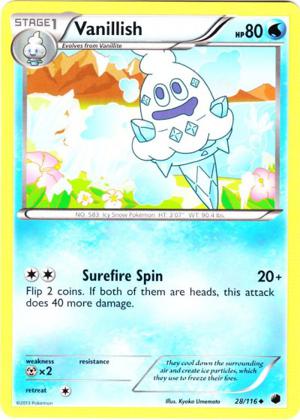 STAGE1 Vanillish HP80
Evolves from Vanillite
NO. 583 Icy Snow Pokémon HT: 3'07" WT: 90.4 lbs.
Surefire Spin 20+
Flip 2 coins. If both of them are heads, this attack
does 40 more damage.
weakness resistance
×2
retreat
They cool down the surrounding
air and create ice particles, which
they use to freeze their enemies.
©2013 Pokémon
Illus. Kyoko Umemoto 28/116